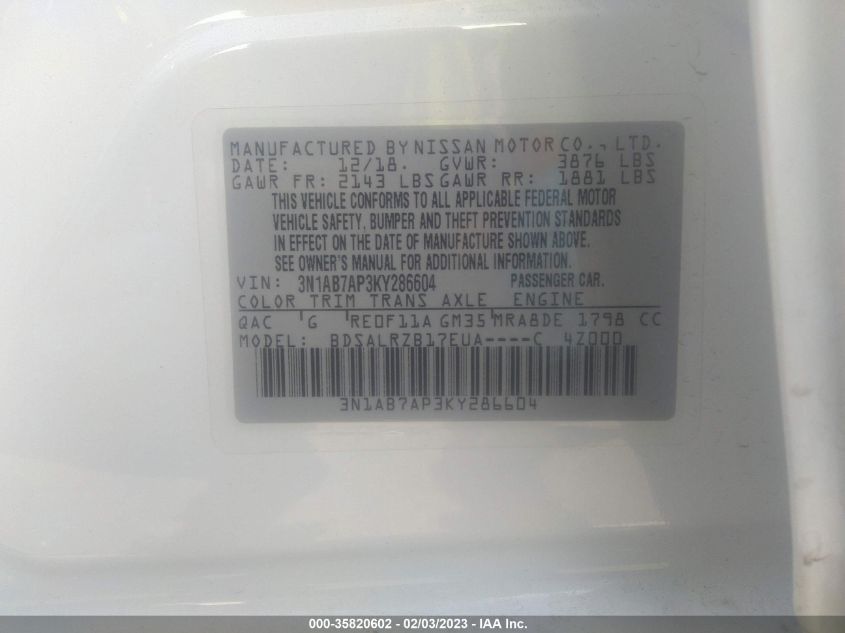 MANUFACTURED BY NISSAN MOTOR CO., LTD.
DATE: 12/18. GVWR: 3876 LBS
GAWR FR: 2143 LBS GAWR RR: 1881 LBS
THIS VEHICLE CONFORMS TO ALL APPLICABLE FEDERAL MOTOR
VEHICLE SAFETY, BUMPER AND THEFT PREVENTION STANDARDS
IN EFFECT ON THE DATE OF MANUFACTURE SHOWN ABOVE.
SEE OWNER'S MANUAL FOR ADDITIONAL INFORMATION.
VIN: 3N1AB7AP3KY286604 PASSENGER CAR.
COLOR TRIM TRANS AXLE ENGINE
QAC G RE0F11A GM35 MRA8DE 1798 CC
MODEL: BDSALRZB17EUA----C 4Z000
3N1AB7AP3KY286604
000-35820602 - 02/03/2023 - IAA Inc.